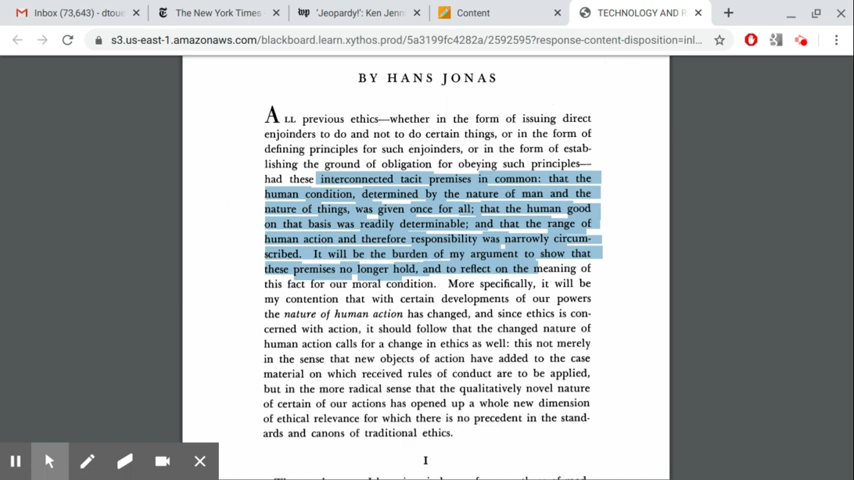 Inbox (73,643) - dtou
The New York Times
'Jeopardy!': Ken Jenn
Content
TECHNOLOGY AND R
s3.us-east-1.amazonaws.com/blackboard.learn.xythos.prod/5a3199fc4282a/2592595?response-content-disposition=inl...
BY HANS JONAS
ALL previous ethics—whether in the form of issuing direct
enjoinders to do and not to do certain things, or in the form of
defining principles for such enjoinders, or in the form of estab-
lishing the ground of obligation for obeying such principles—
had these interconnected tacit premises in common: that the
human condition, determined by the nature of man and the
nature of things, was given once for all; that the human good
on that basis was readily determinable; and that the range of
human action and therefore responsibility was narrowly circum-
scribed. It will be the burden of my argument to show that
these premises no longer hold, and to reflect on the meaning of
this fact for our moral condition. More specifically, it will be
my contention that with certain developments of our powers
the nature of human action has changed, and since ethics is con-
cerned with action, it should follow that the changed nature of
human action calls for a change in ethics as well: this not merely
in the sense that new objects of action have added to the case
material on which received rules of conduct are to be applied,
but in the more radical sense that the qualitatively novel nature
of certain of our actions has opened up a whole new dimension
of ethical relevance for which there is no precedent in the stand-
ards and canons of traditional ethics.
I